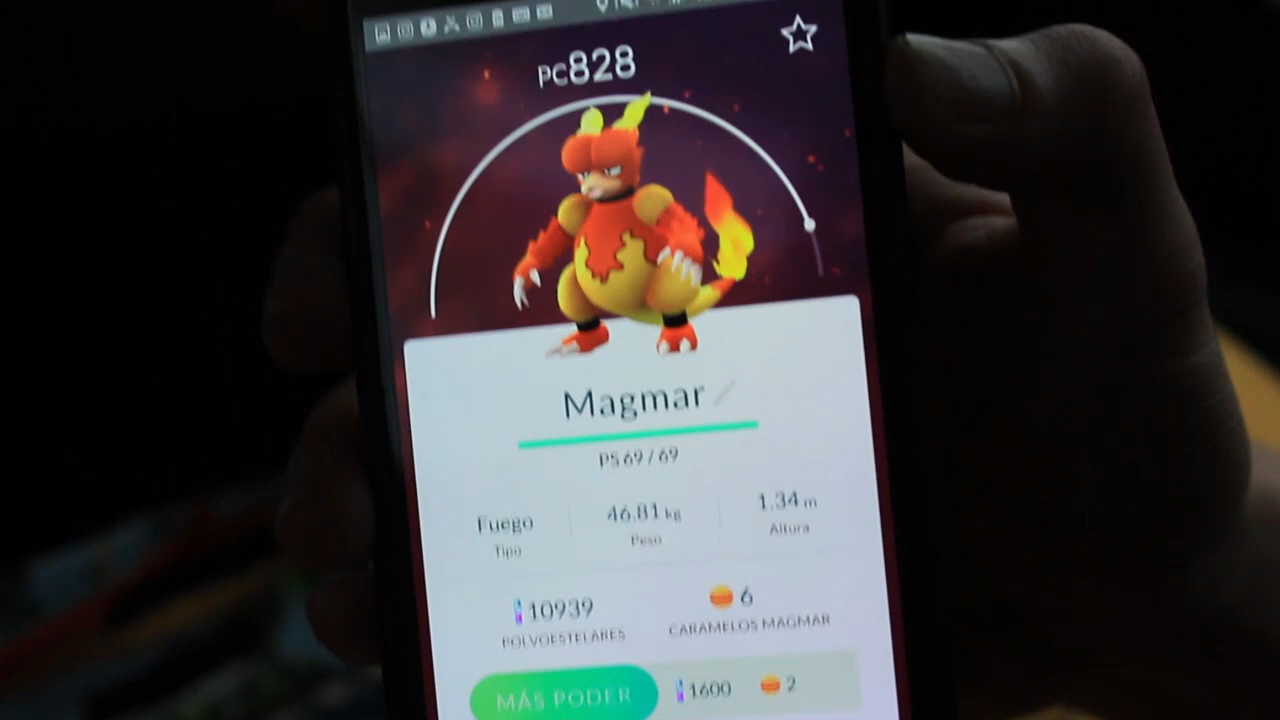 PC828
Magmar
PS 69 / 69
Fuego
46.81 kg
1.34 m
Tipo
Peso
Altura
10939
6
POLVOESTELARES
CARAMELOS MAGMAR
MÁS PODER
1600
2